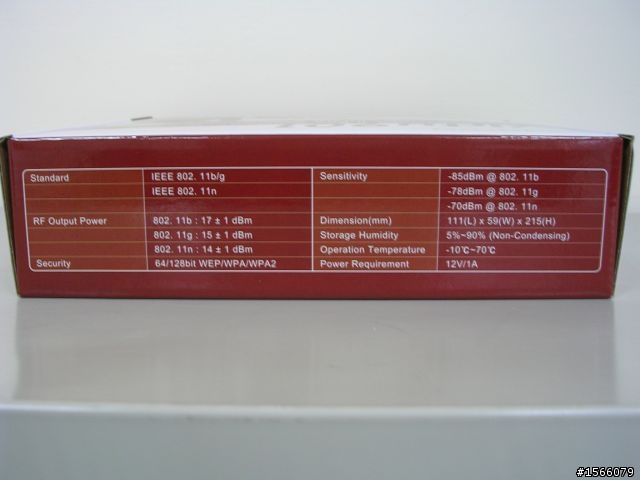 Standard IEEE 802. 11b/g
IEEE 802. 11n
RF Output Power 802. 11b : 17 ± 1 dBm
802. 11g : 15 ± 1 dBm
802. 11n : 14 ± 1 dBm
Security 64/128bit WEP/WPA/WPA2
Sensitivity -85dBm @ 802. 11b
-78dBm @ 802. 11g
-70dBm @ 802. 11n
Dimension(mm) 111(L) x 59(W) x 215(H)
Storage Humidity 5%~90% (Non-Condensing)
Operation Temperature -10℃~70℃
Power Requirement 12V/1A
#1566079